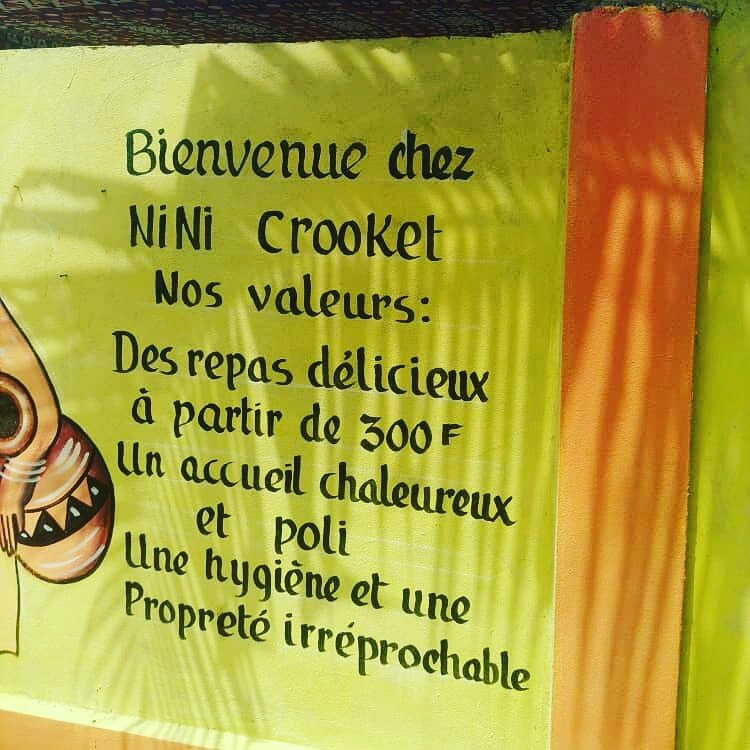 Bienvenue chez
NiNi Crooket
Nos valeurs:
Des repas délicieux
à partir de 300F
Un accueil chaleureux
et poli
Une hygiène et une
Propreté irréprochable